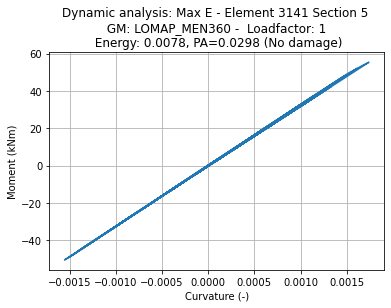 Dynamic analysis: Max E - Element 3141 Section 5
GM: LOMAP_MEN360 - Loadfactor: 1
Energy: 0.0078, PA=0.0298 (No damage)
60
40
20
0
−20
−40
Moment (kNm)
−0.0015 −0.0010 −0.0005 0.0000 0.0005 0.0010 0.0015
Curvature (-)